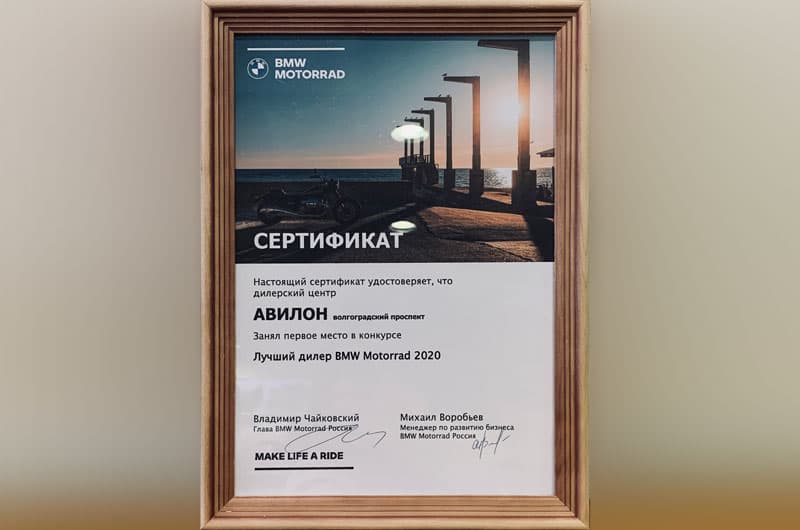 BMW
MOTORRAD
СЕРТИФИКАТ
Настоящий сертификат удостоверяет, что
дилерский центр
АВИЛОН волгоградский проспект
Занял первое место в конкурсе
Лучший дилер BMW Motorrad 2020
Владимир Чайковский
Глава BMW Motorrad Россия
Михаил Воробьев
Менеджер по развитию бизнеса
BMW Motorrad Россия
MAKE LIFE A RIDE